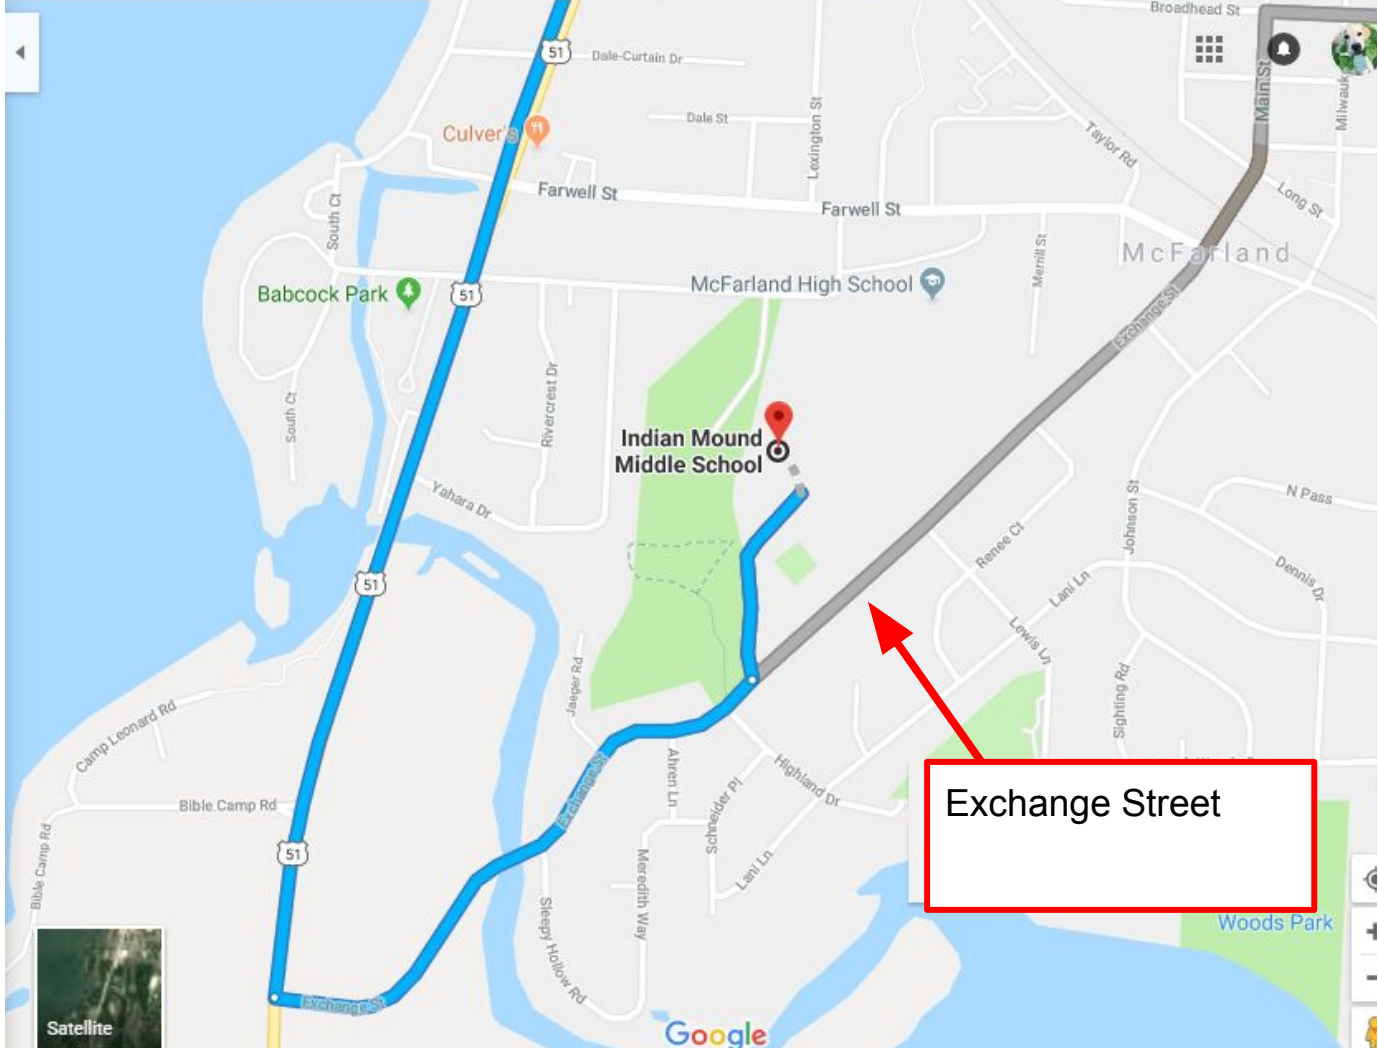 Broadhead St
51
Dale-Curtain Dr
Main St
Milwauk
Culver's
Dale St
Lexington St
Taylor Rd
Farwell St
Farwell St
Long St
South Ct
McFarland
Merrill St
McFarland High School
Babcock Park
51
Exchange St
South Ct
Rivercrest Dr
Indian Mound
Middle School
Yahara Dr
N Pass
Johnson St
Renee Ct
51
Dennis Dr
Lani Ln
Lewis Ln
Jaeger Rd
Sighting Rd
Camp Leonard Rd
Ahren Ln
Highland Dr
Exchange St
Schneider Pl
Bible Camp Rd
Exchange Street
51
Bible Camp Rd
Lani Ln
Meredith Way
Sleepy Hollow Rd
Woods Park
Exchange St
Satellite
Google